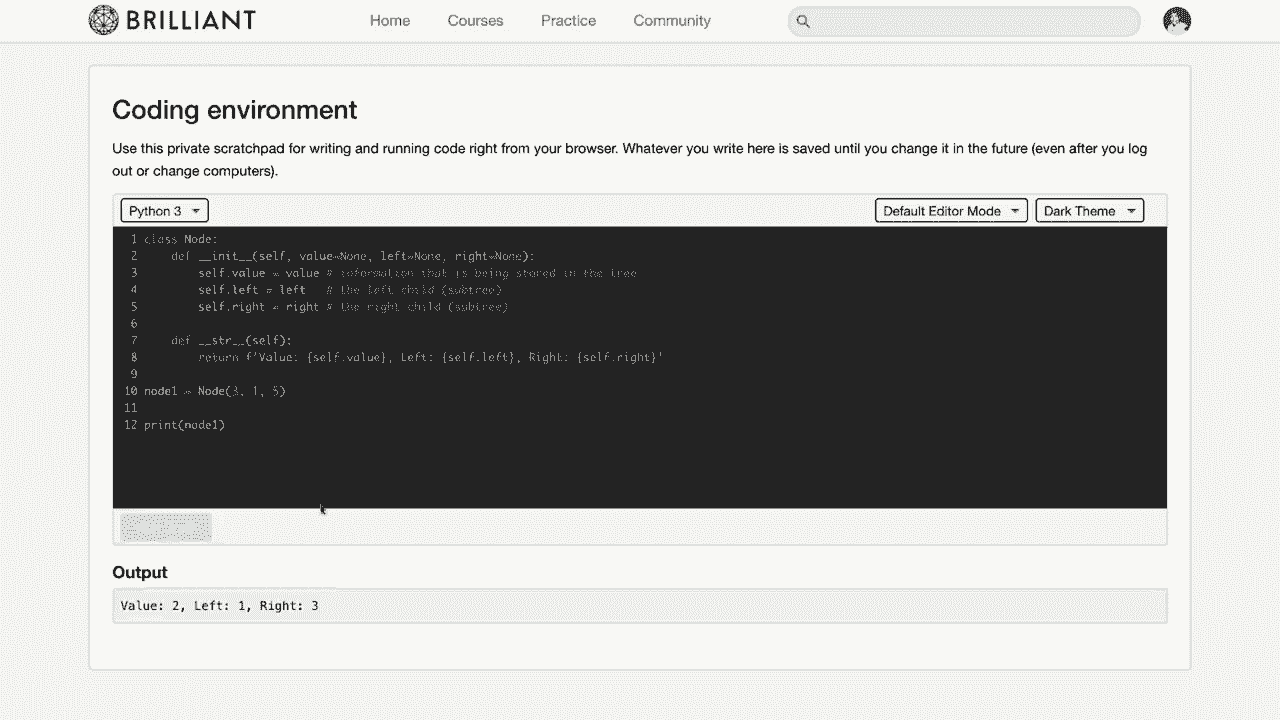 BRILLIANT
Home Courses Practice Community
Coding environment
Use this private scratchpad for writing and running code right from your browser. Whatever you write here is saved until you change it in the future (even after you log
out or change computers).
Python 3 Default Editor Mode Dark Theme
1 class Node:
2 def __init__(self, value=None, left=None, right=None):
3 self.value = value # information that is being stored in the tree
4 self.left = left # the left child (subtree)
5 self.right = right # the right child (subtree)
6
7 def __str__(self):
8 return f'Value: {self.value}, Left: {self.left}, Right: {self.right}'
9
10 node1 = Node(3, 1, 5)
11
12 print(node1)
Output
Value: 2, Left: 1, Right: 3